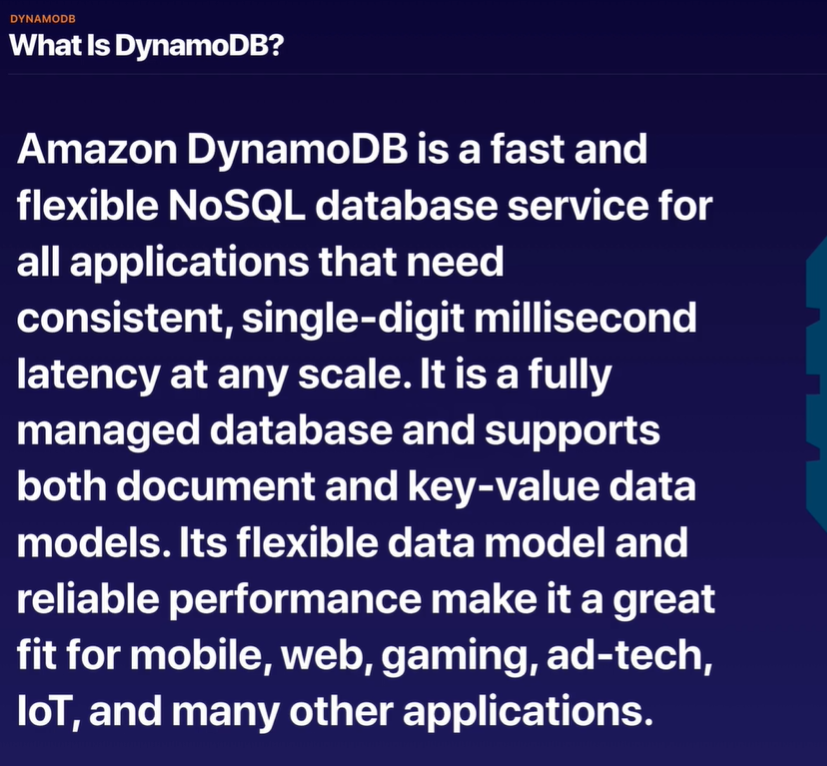 DYNAMODB
What Is DynamoDB?
Amazon DynamoDB is a fast and
flexible NoSQL database service for
all applications that need
consistent, single-digit millisecond
latency at any scale. It is a fully
managed database and supports
both document and key-value data
models. Its flexible data model and
reliable performance make it a great
fit for mobile, web, gaming, ad-tech,
IoT, and many other applications.